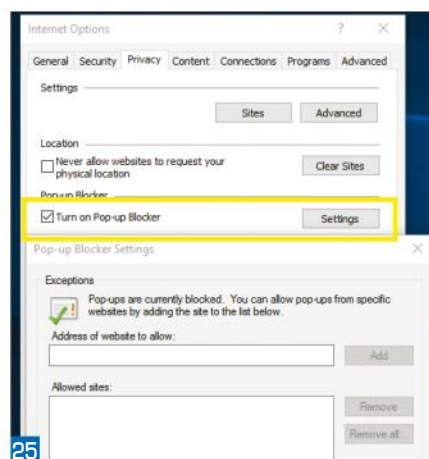 Internet Options ?
General Security Privacy Content Connections Programs Advanced
Settings
Sites Advanced
Location
Never allow websites to request your
physical location
Clear Sites
Pop-up Blocker
Turn on Pop-up Blocker Settings
Pop-up Blocker Settings
Exceptions
Pop-ups are currently blocked. You can allow pop-ups from specific
websites by adding the site to the list below.
Address of website to allow:
Add
Allowed sites:
Remove
Remove all...
25